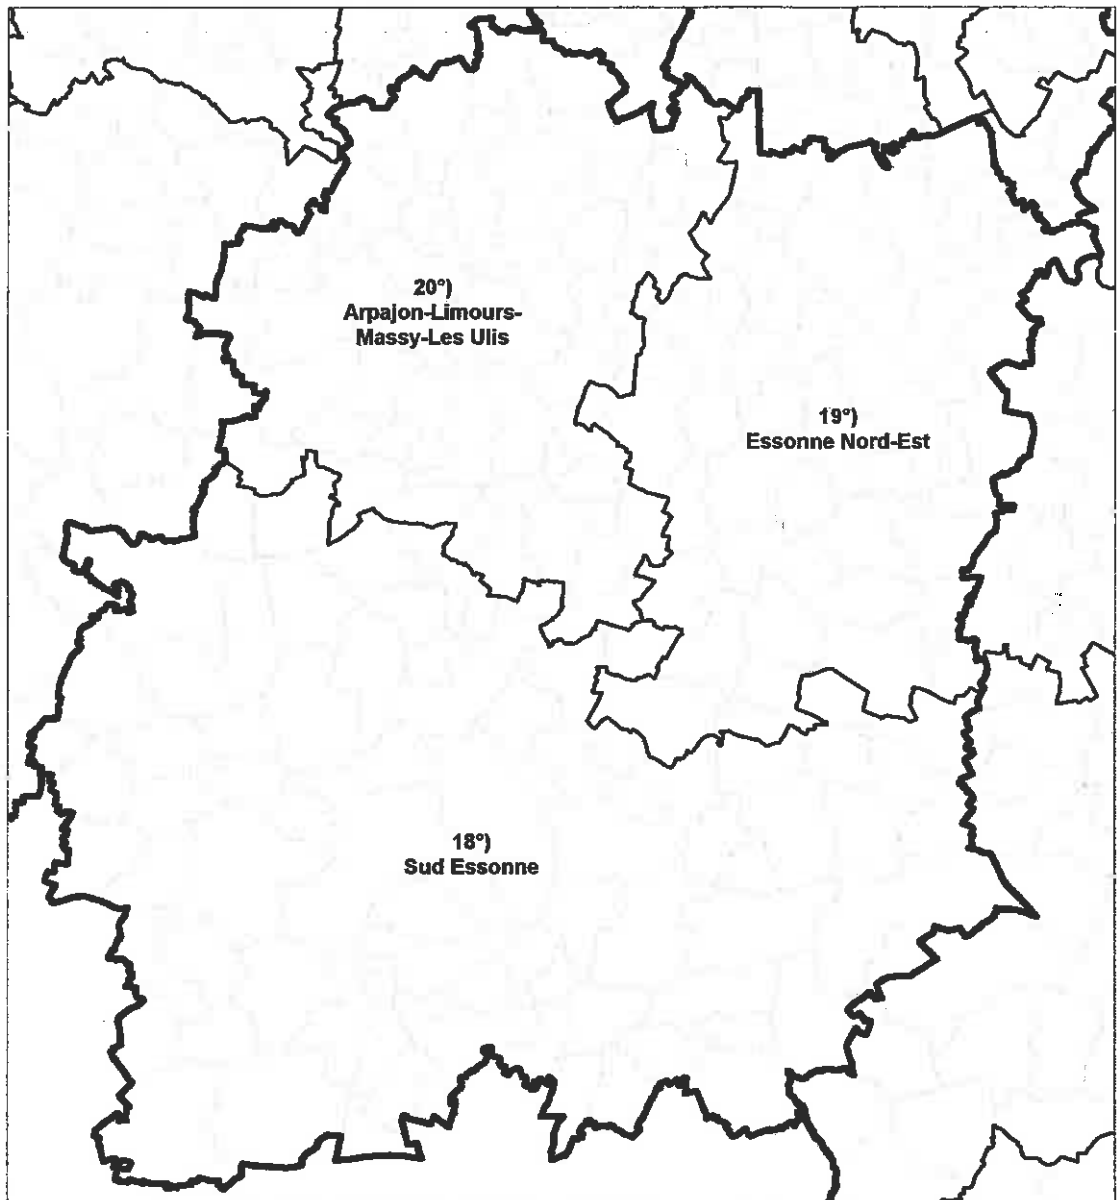 20°)
Arpajon-Limours-
Massy-Les Ulis
19°)
Essonne Nord-Est
18°)
Sud Essonne